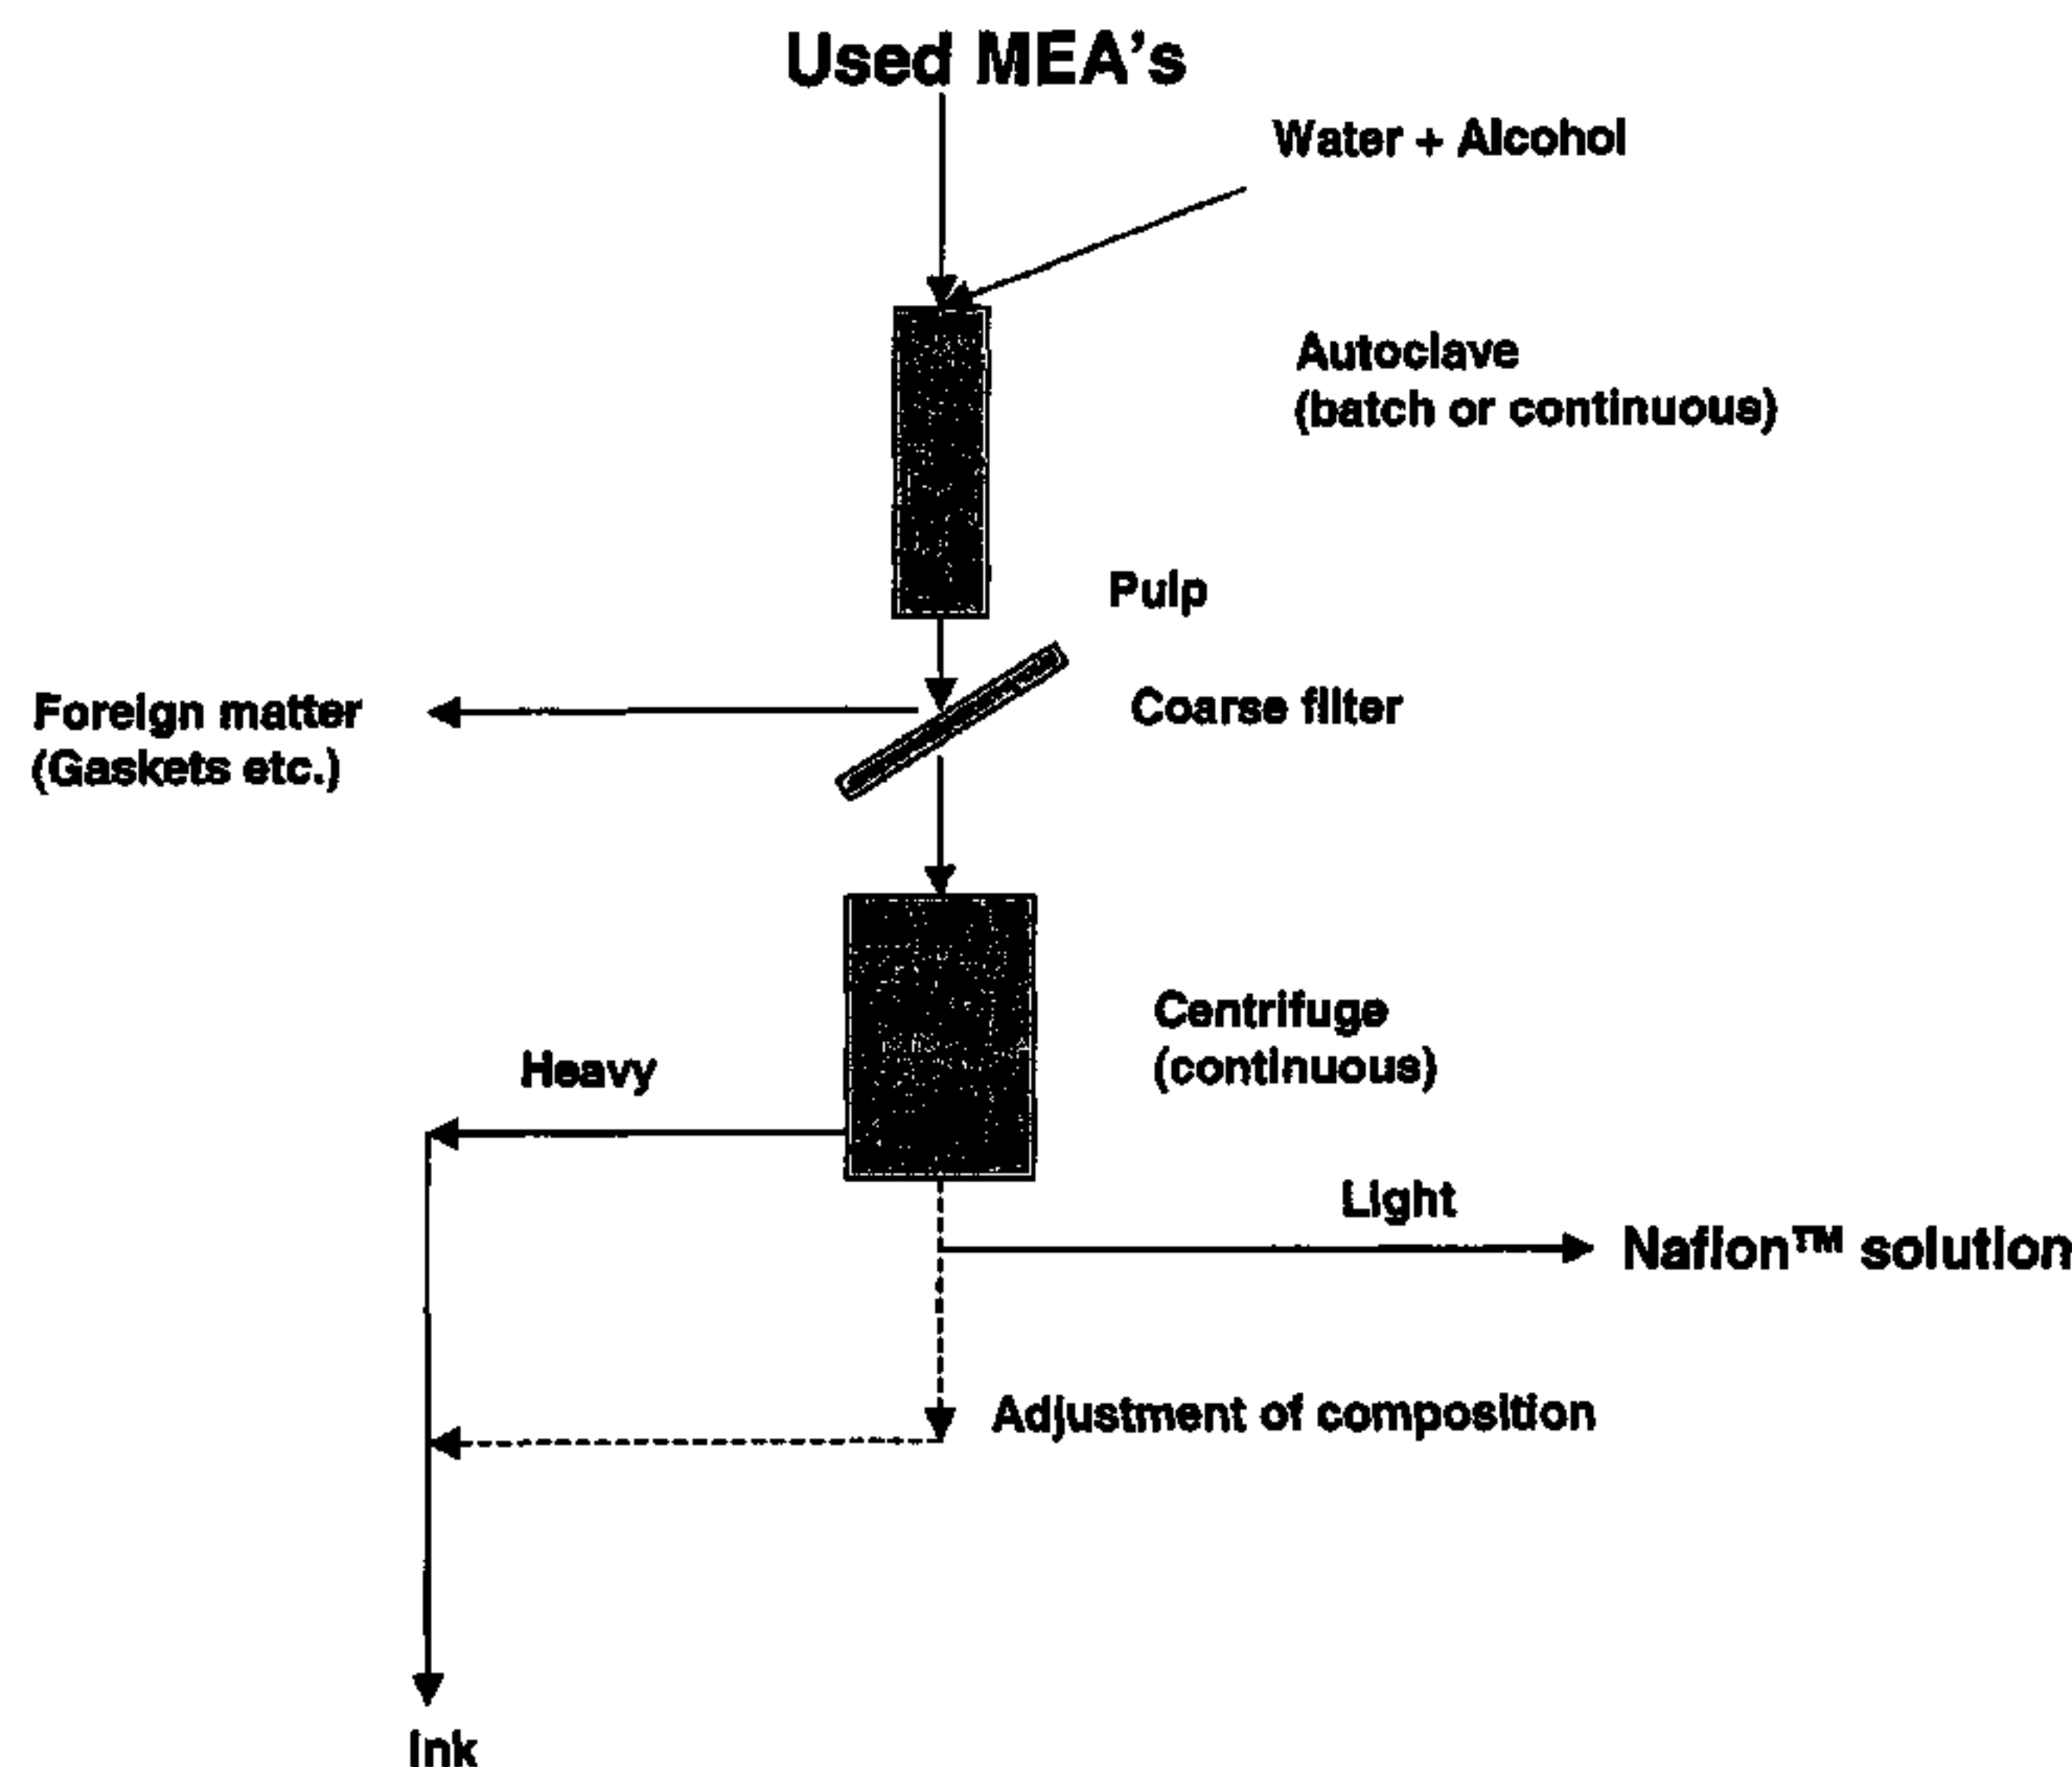 Used MEA's
Water + Alcohol
Autoclave
(batch or continuous)
Pulp
Foreign matter
(Gaskets etc.)
Coarse filter
Centrifuge
(continuous)
Heavy
Light
Nafion™ solution
Adjustment of composition
Ink